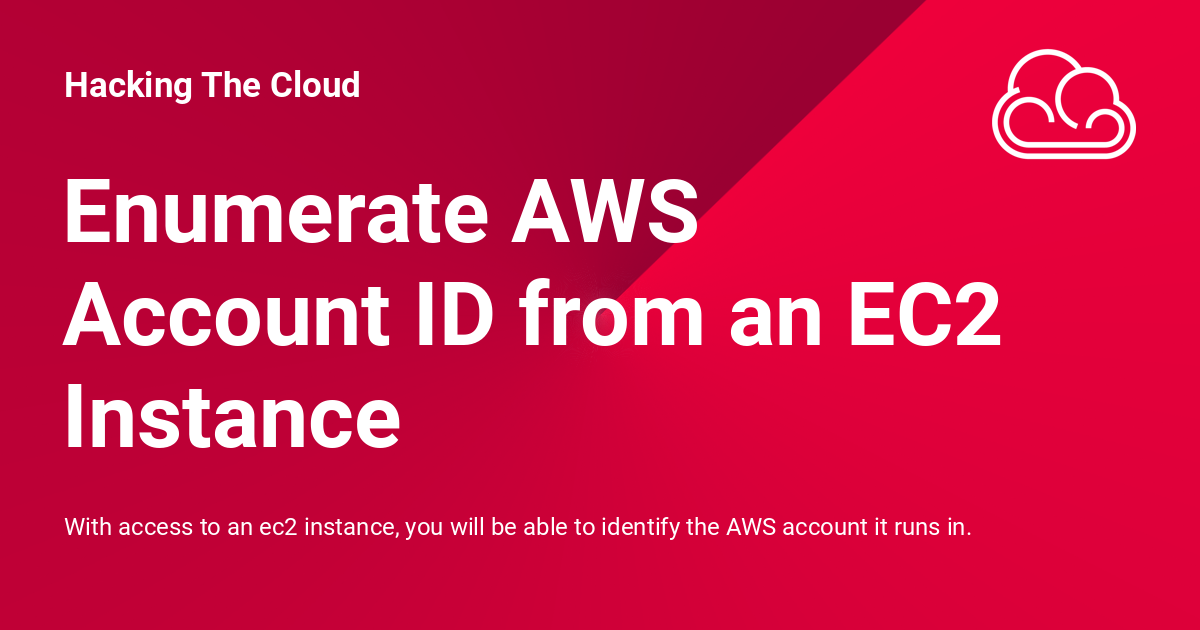 Hacking The Cloud
Enumerate AWS
Account ID from an EC2
Instance
With access to an ec2 instance, you will be able to identify the AWS account it runs in.